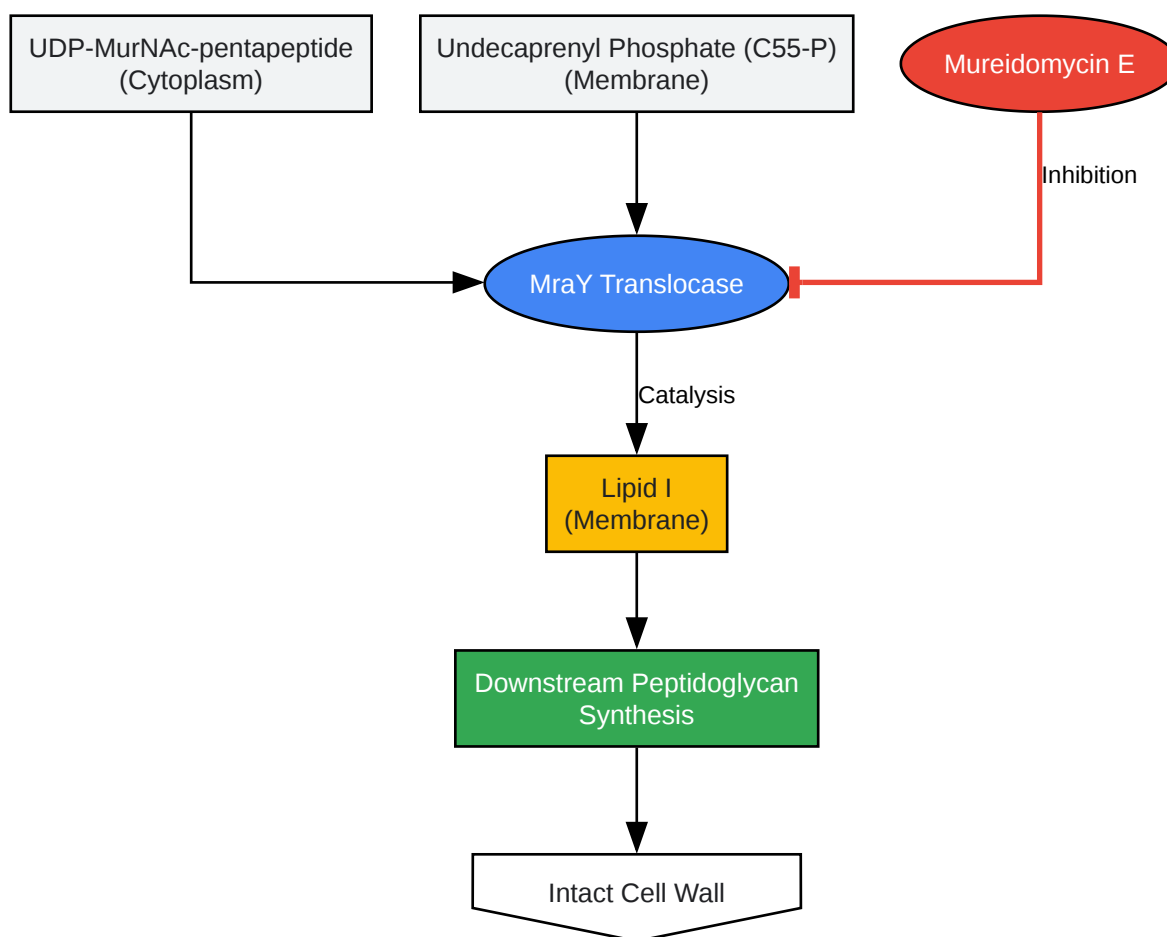 UDP-MurNAc-pentapeptide
(Cytoplasm)
Undecaprenyl Phosphate (C55-P)
(Membrane)
Mureidomycin E
Inhibition
MraY Translocase
Catalysis
Lipid I
(Membrane)
Downstream Peptidoglycan
Synthesis
Intact Cell Wall